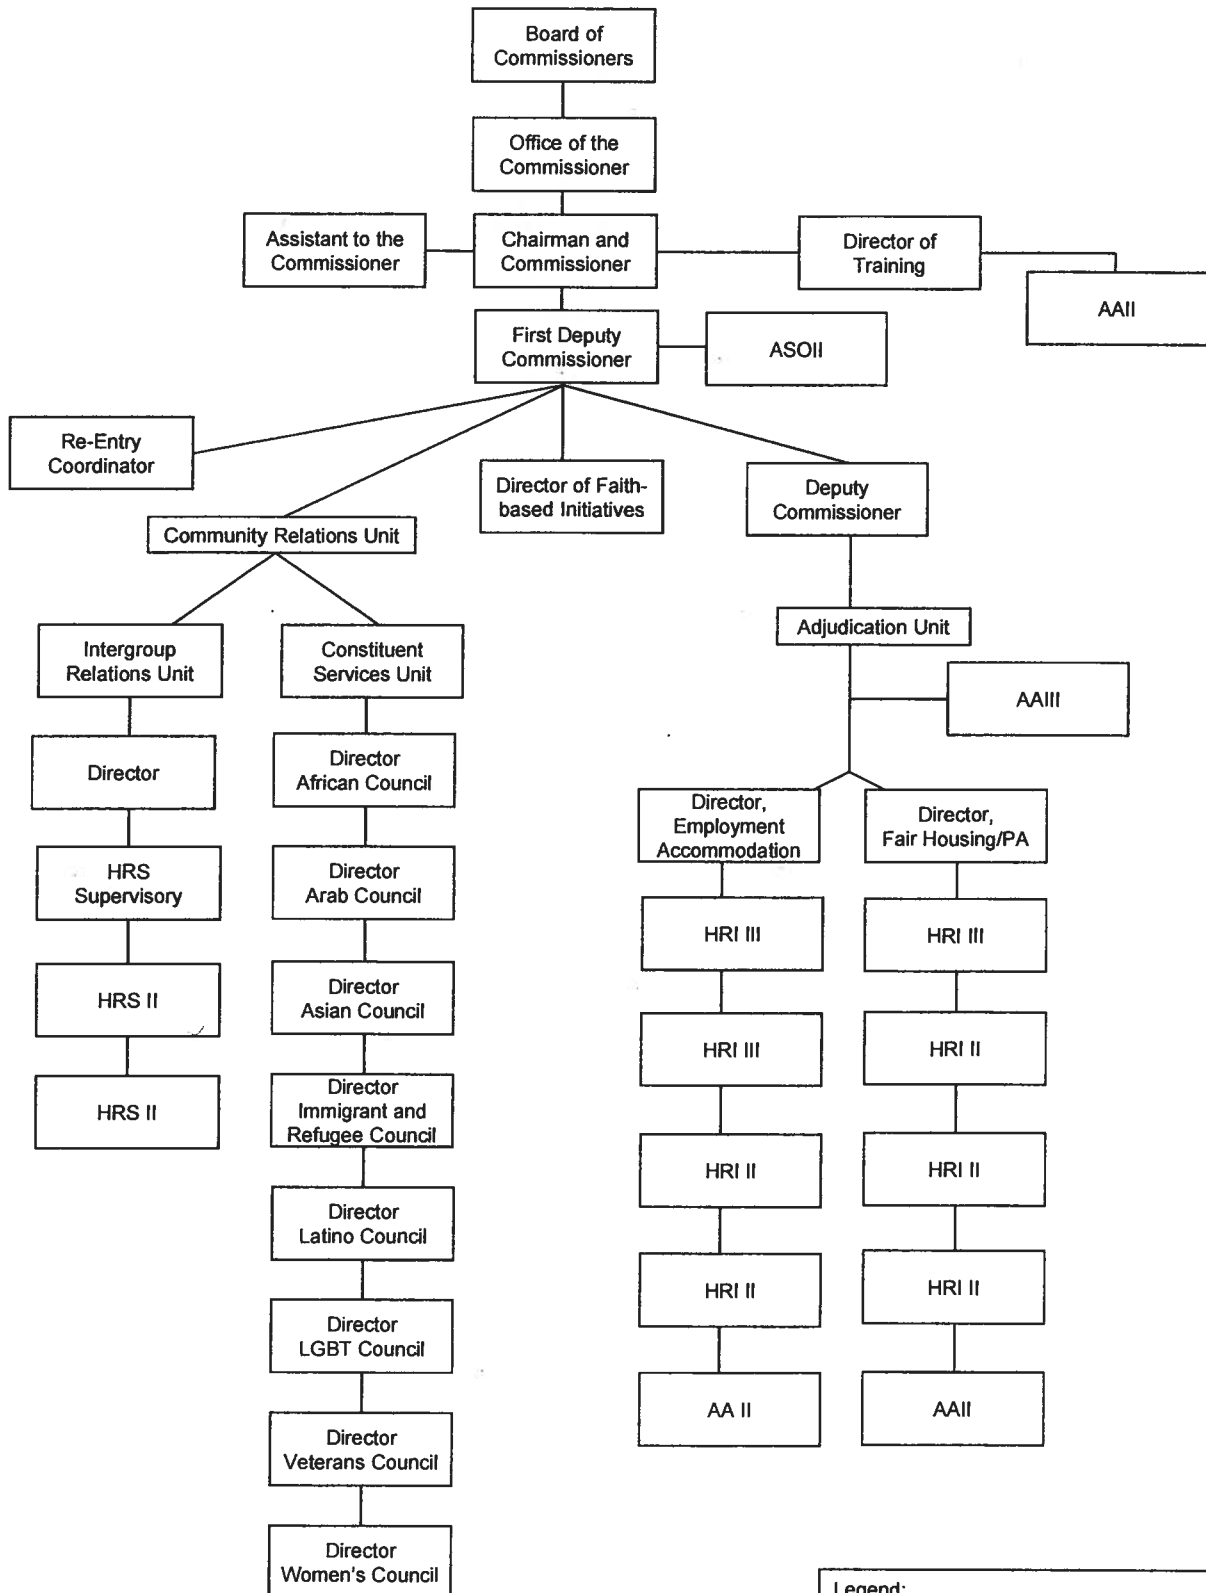 Board of
Commissioners
Office of the
Commissioner
Assistant to the
Commissioner
Chairman and
Commissioner
Director of
Training
AAII
First Deputy
Commissioner
ASOII
Re-Entry
Coordinator
Director of Faith-
based Initiatives
Deputy
Commissioner
Community Relations Unit
Adjudication Unit
AAIII
Intergroup
Relations Unit
Director
HRS
Supervisory
HRS II
HRS II
Constituent
Services Unit
Director
African Council
Director
Arab Council
Director
Asian Council
Director
Immigrant and
Refugee Council
Director
Latino Council
Director
LGBT Council
Director
Veterans Council
Director
Women's Council
Director,
Employment
Accommodation
HRI III
HRI III
HRI II
HRI II
AA II
Director,
Fair Housing/PA
HRI III
HRI II
HRI II
HRI II
AAII
Legend: